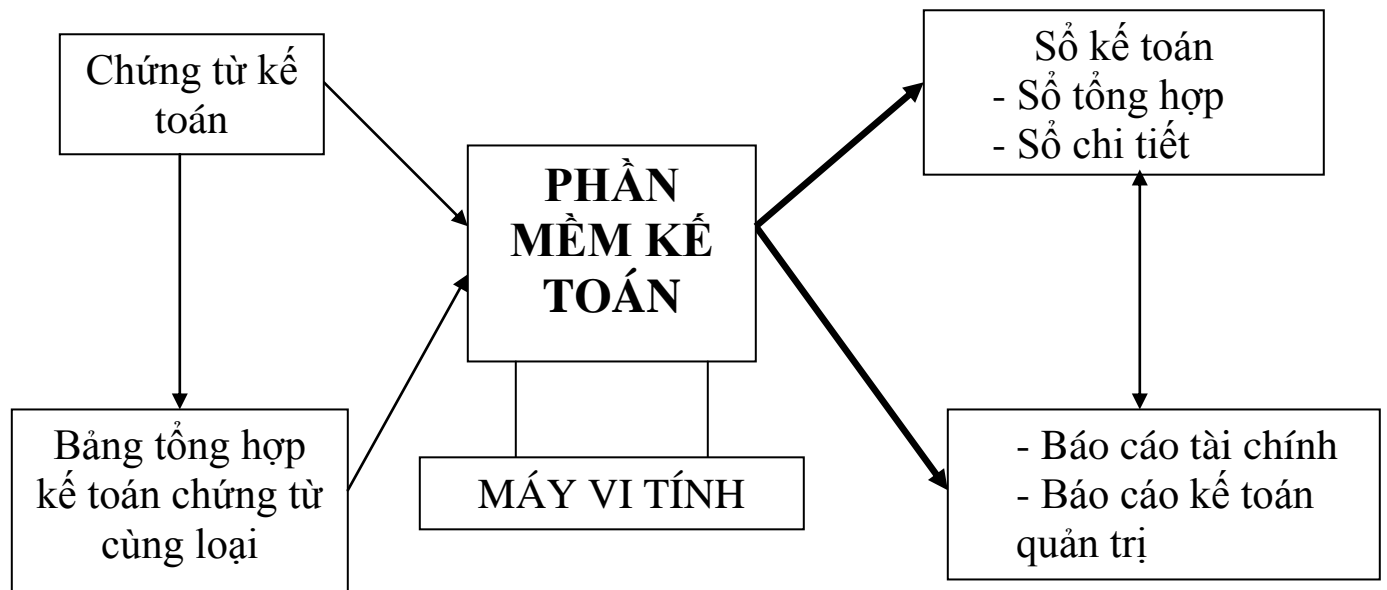 Chứng từ kế
toán
Sổ kế toán
- Sổ tổng hợp
- Sổ chi tiết
PHẦN
MỀM KẾ
TOÁN
Bảng tổng hợp
kế toán chứng từ
cùng loại
MÁY VI TÍNH
- Báo cáo tài chính
- Báo cáo kế toán
quản trị